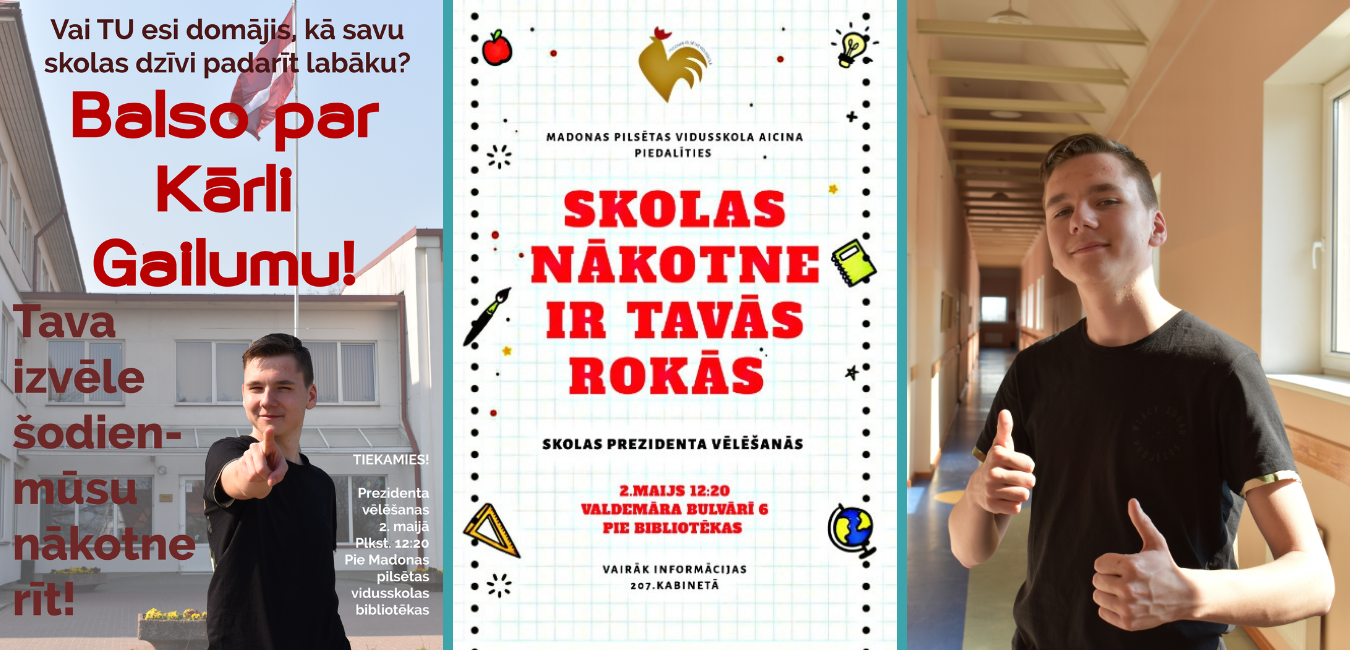 Vai TU esi domājis, kā savu
skolas dzīvi padarīt labāku?
Balso par
Kārli
Gailumu!
Tava
izvēle
šodien-
mūsu
nākotne
rīt!
TIEKAMIES!
Prezidenta
vēlēšanas
2. maijā
Plkst. 12:20
Pie Madonas
pilsētas
vidusskolas
bibliotēkas
MADONAS PILSĒTAS VIDUSSKOLA AICINA
PIEDALĪTIES
SKOLAS
NĀKOTNE
IR TAVĀS
ROKĀS
SKOLAS PREZIDENTA VĒLĒŠANĀS
2.MAIJS 12:20
VALDEMĀRA BULVĀRĪ 6
PIE BIBLIOTĒKAS
VAIRĀK INFORMĀCIJAS
207.KABINETĀ